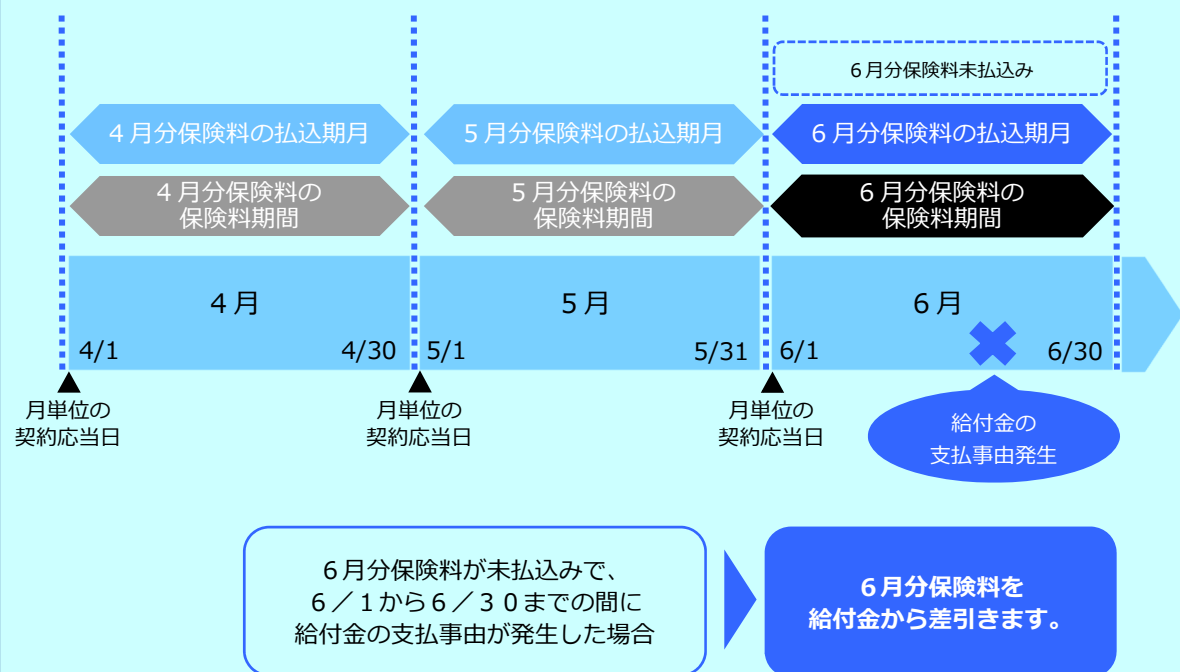 ６月分保険料未払込み
４月分保険料の払込期月
５月分保険料の払込期月
６月分保険料の払込期月
４月分保険料の
保険料期間
５月分保険料の
保険料期間
６月分保険料の
保険料期間
４月
５月
６月
4/1
4/30
5/1
5/31
6/1
6/30
月単位の
契約応当日
月単位の
契約応当日
月単位の
契約応当日
給付金の
支払事由発生
６月分保険料が未払込みで、
６／１から６／３０までの間に
給付金の支払事由が発生した場合
６月分保険料を
給付金から差引きます。